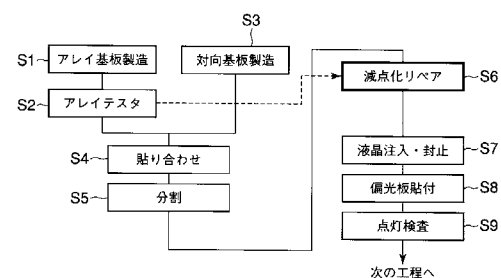 S3
S1
アレイ基板製造
対向基板製造
S2
アレイテスタ
減点化リペア
S6
S4
貼り合わせ
液晶注入・封止
S7
S5
分割
偏光板貼付
S8
点灯検査
S9
次の工程へ